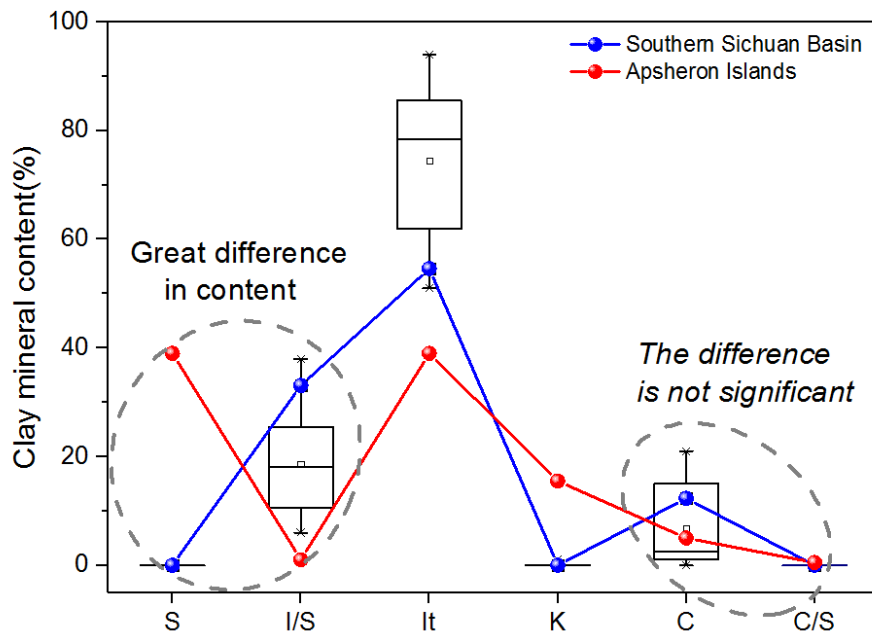 100
80
60
40
20
0
Clay mineral content(%)
Southern Sichuan Basin
Apsheron Islands
Great difference
in content
The difference
is not significant
S
I/S
It
K
C
C/S